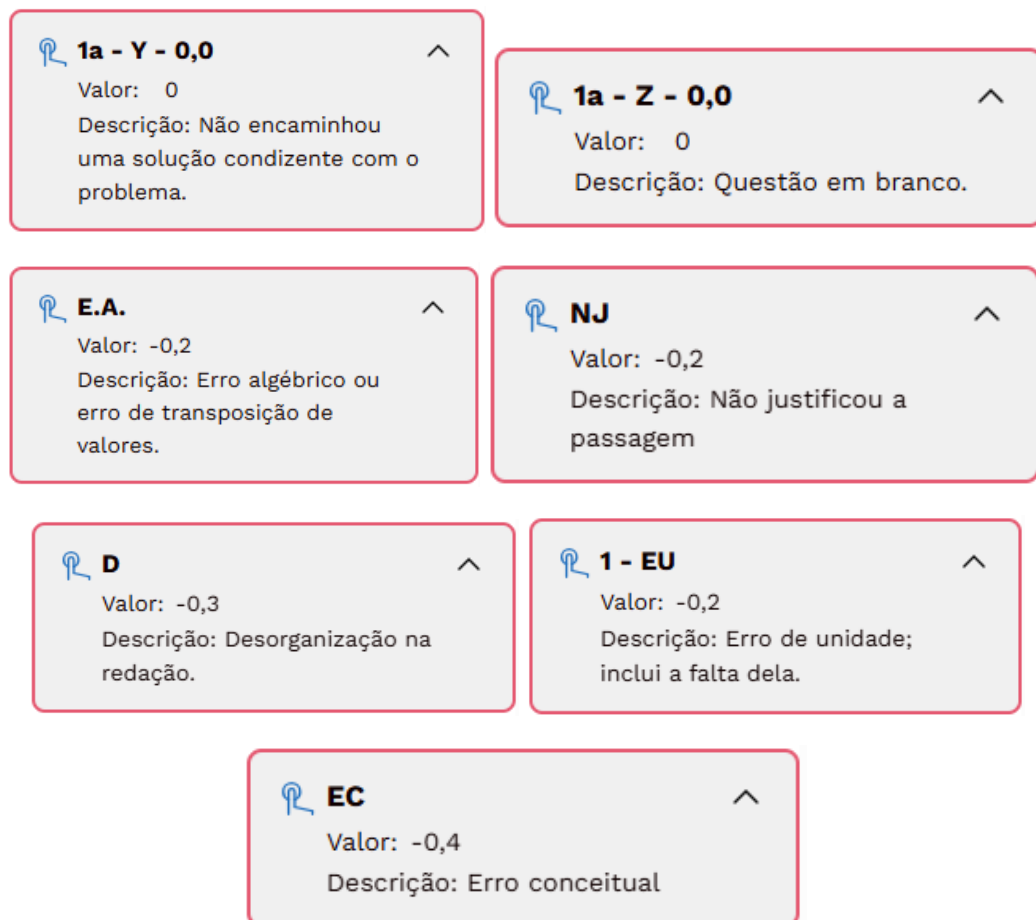 1a - Y - 0,0
Valor: 0
Descrição: Não encaminhou
uma solução condizente com o
problema.
1a - Z - 0,0
Valor: 0
Descrição: Questão em branco.
E.A.
Valor: -0,2
Descrição: Erro algébrico ou
erro de transposição de
valores.
NJ
Valor: -0,2
Descrição: Não justificou a
passagem
D
Valor: -0,3
Descrição: Desorganização na
redação.
1 - EU
Valor: -0,2
Descrição: Erro de unidade;
inclui a falta dela.
EC
Valor: -0,4
Descrição: Erro conceitual